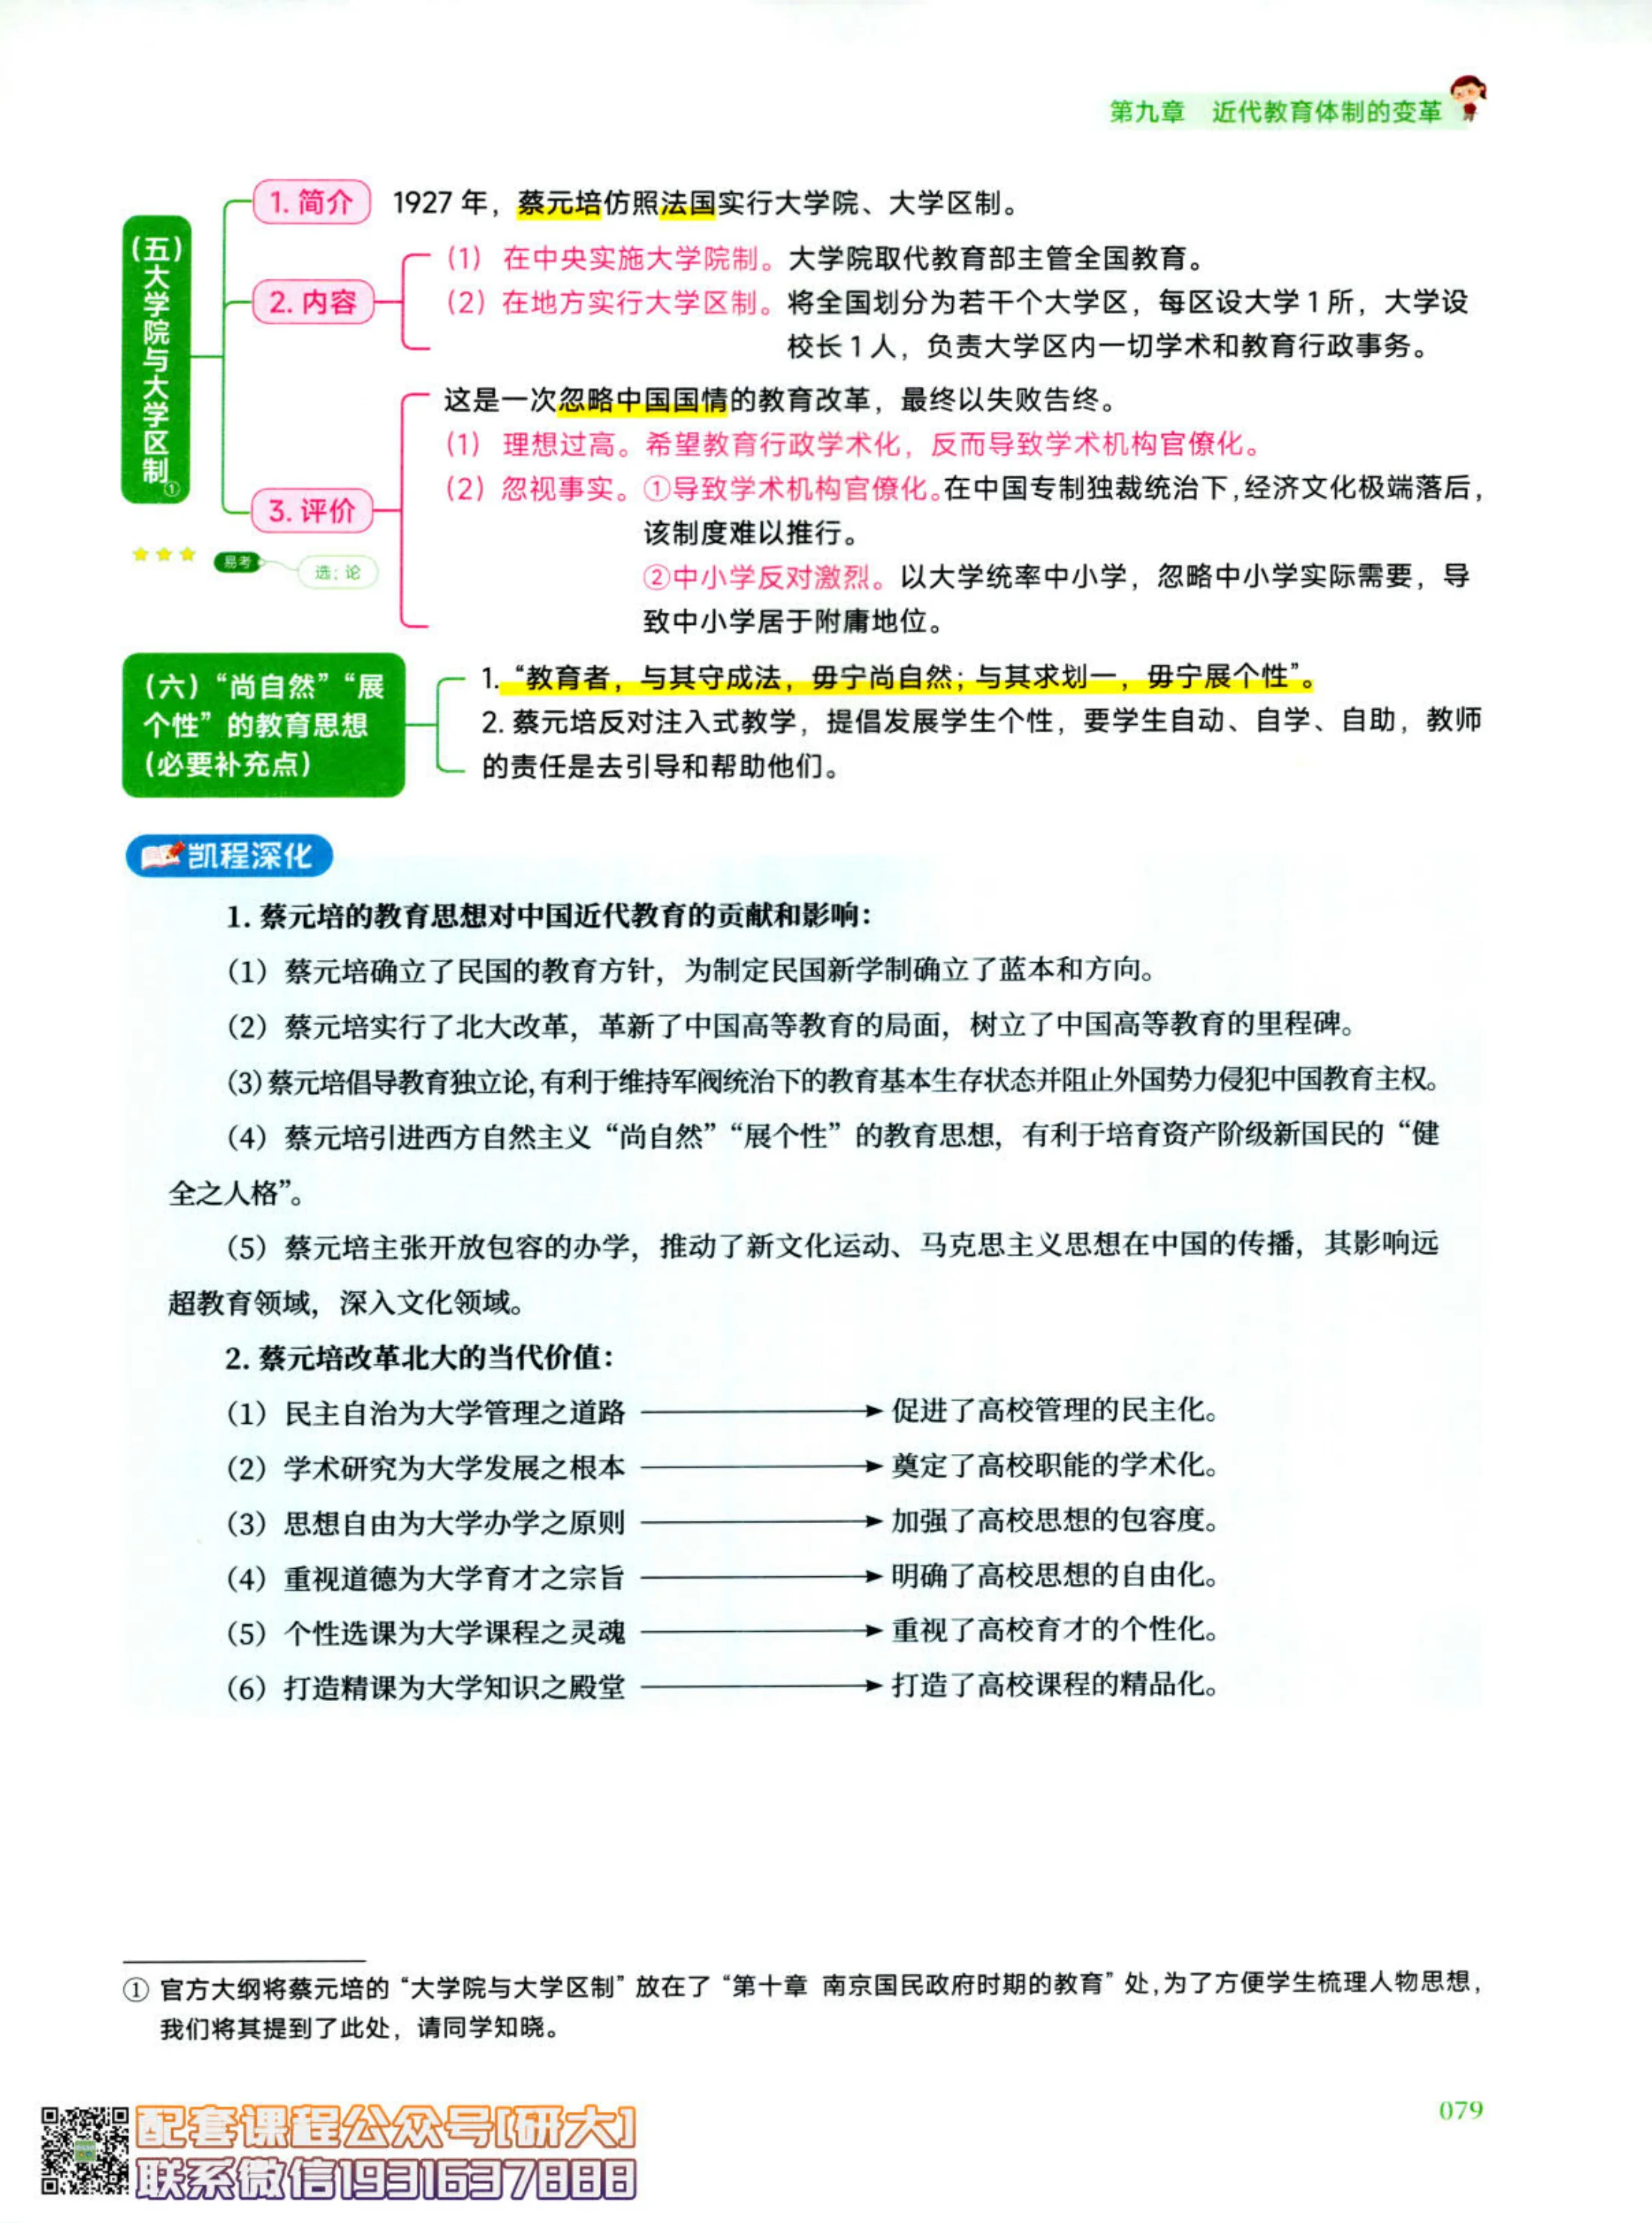 第九章 近代教育体制的变革
(五)大学院与大学区制①
1. 简介
1927 年，蔡元培仿照法国实行大学院、大学区制。
2. 内容
(1) 在中央实施大学院制。大学院取代教育部主管全国教育。
(2) 在地方实行大学区制。将全国划分为若干个大学区，每区设大学 1 所，大学设
校长 1 人，负责大学区内一切学术和教育行政事务。
3. 评价
这是一次忽略中国国情的教育改革，最终以失败告终。
(1) 理想过高。希望教育行政学术化，反而导致学术机构官僚化。
(2) 忽视事实。①导致学术机构官僚化。在中国专制独裁统治下,经济文化极端落后,
该制度难以推行。
②中小学反对激烈。以大学统率中小学，忽略中小学实际需要，导
致中小学居于附庸地位。
易考
选; 论
(六)“尚自然”“展
个性”的教育思想
(必要补充点)
1. “教育者，与其守成法，毋宁尚自然; 与其求划一，毋宁展个性”。
2. 蔡元培反对注入式教学，提倡发展学生个性，要学生自动、自学、自助，教师
的责任是去引导和帮助他们。
凯程深化
1. 蔡元培的教育思想对中国近代教育的贡献和影响：
(1) 蔡元培确立了民国的教育方针，为制定民国新学制确立了蓝本和方向。
(2) 蔡元培实行了北大改革，革新了中国高等教育的局面，树立了中国高等教育的里程碑。
(3) 蔡元培倡导教育独立论, 有利于维持军阀统治下的教育基本生存状态并阻止外国势力侵犯中国教育主权。
(4) 蔡元培引进西方自然主义“尚自然”“展个性”的教育思想，有利于培育资产阶级新国民的“健
全之人格”。
(5) 蔡元培主张开放包容的办学，推动了新文化运动、马克思主义思想在中国的传播，其影响远
超教育领域，深入文化领域。
2. 蔡元培改革北大的当代价值：
(1) 民主自治为大学管理之道路 → 促进了高校管理的民主化。
(2) 学术研究为大学发展之根本 → 奠定了高校职能的学术化。
(3) 思想自由为大学办学之原则 → 加强了高校思想的包容度。
(4) 重视道德为大学育才之宗旨 → 明确了高校思想的自由化。
(5) 个性选课为大学课程之灵魂 → 重视了高校育才的个性化。
(6) 打造精课为大学知识之殿堂 → 打造了高校课程的精品化。
① 官方大纲将蔡元培的“大学院与大学区制”放在了“第十章 南京国民政府时期的教育”处,为了方便学生梳理人物思想,
我们将其提到了此处，请同学知晓。
079
配套课程公众号[研大]
联系微信1931637888